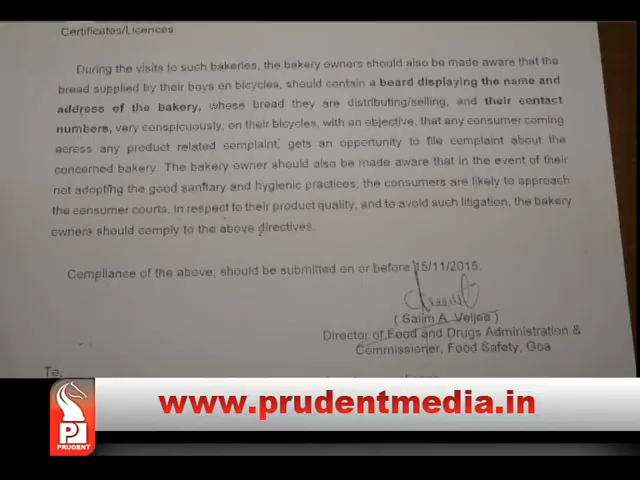 Certificates/Licences.
During the visits to such bakeries, the bakery owners should also be made aware that the
bread supplied by their boys on bicycles, should contain a board displaying the name and
address of the bakery, whose bread they are distributing/selling, and their contact
numbers, very conspicuously, on their bicycles, with an objective, that any consumer coming
across any product related complaint, gets an opportunity to file complaint about the
concerned bakery. The bakery owner should also be made aware that in the event of their
not adopting the good sanitary and hygienic practices, the consumers are likely to approach
the consumer courts, in respect to their product quality, and to avoid such litigation, the bakery
owners should comply to the above directives.
Compliance of the above, should be submitted on or before 15/11/2015.
( Salim A. Veljee )
Director of Food and Drugs Administration &
Commissioner, Food Safety, Goa
To,
www.prudentmedia.in
PRUDENT